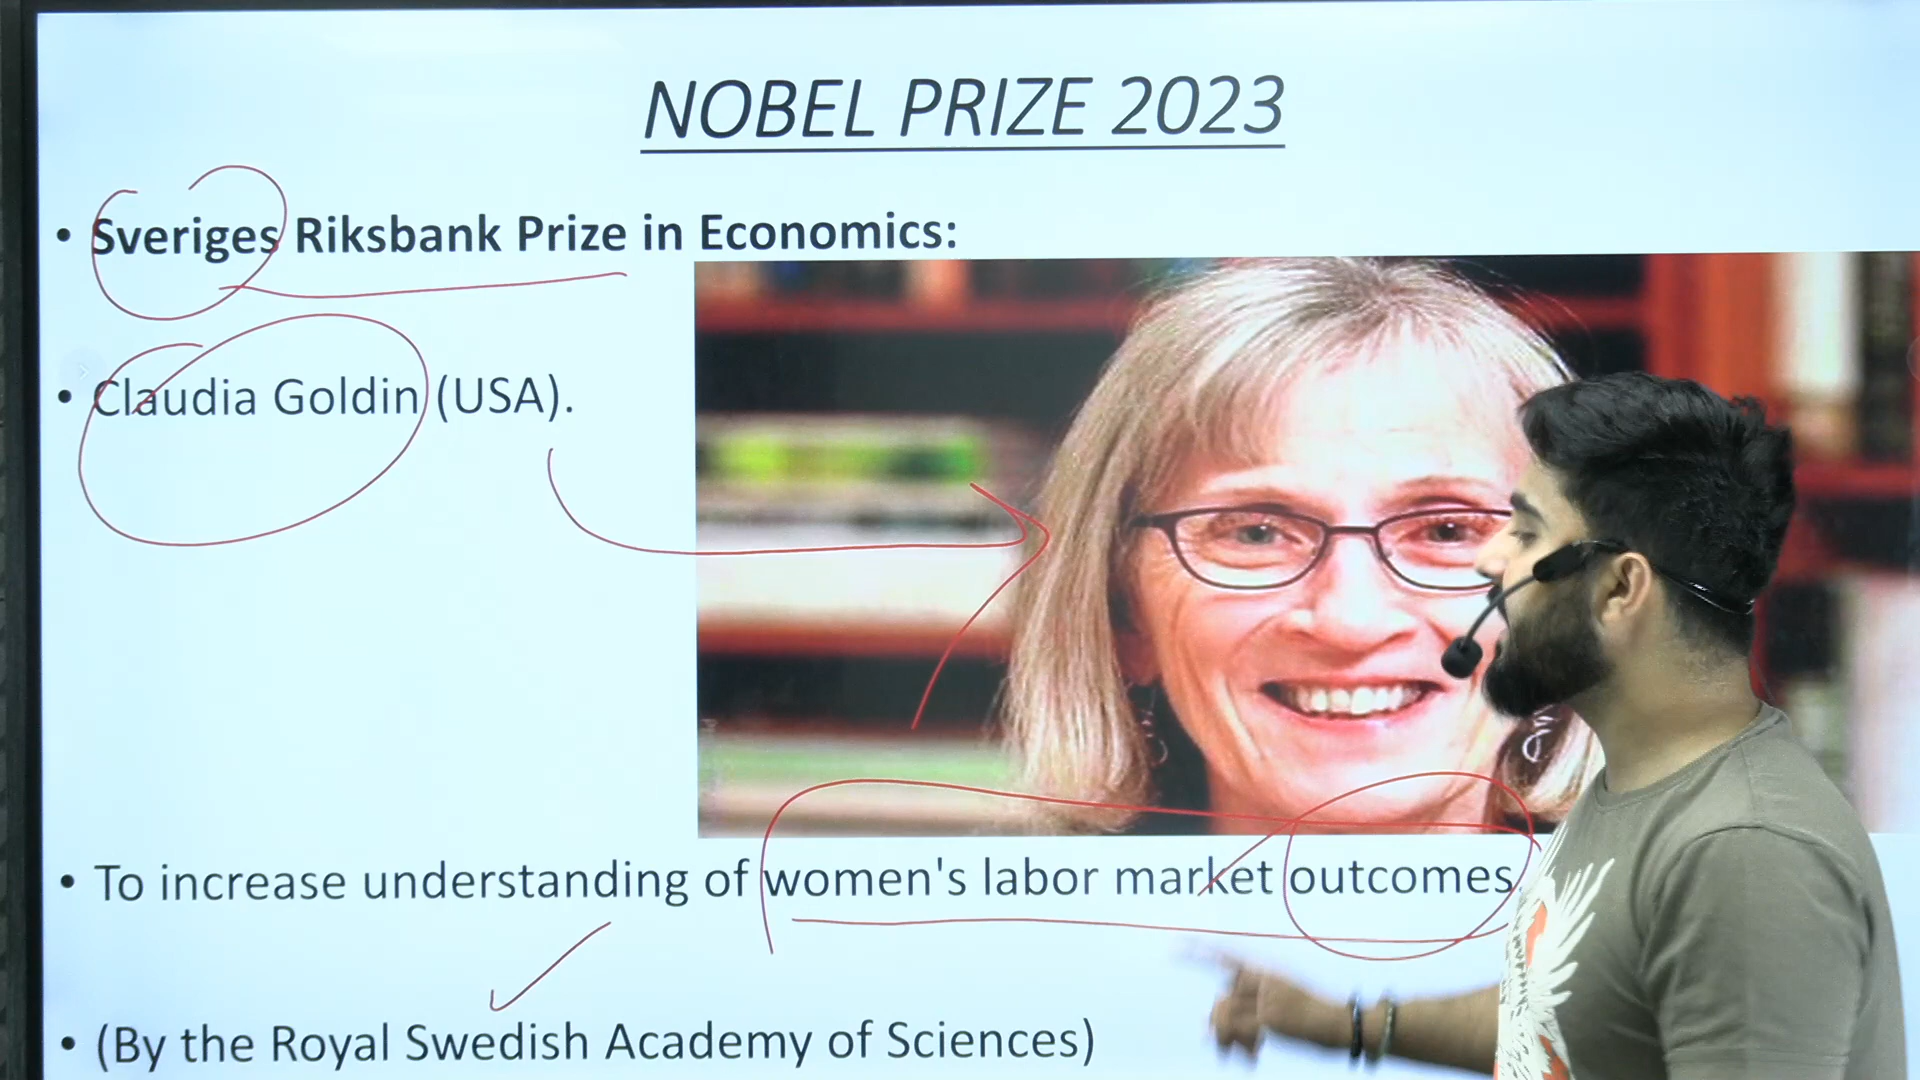 NOBEL PRIZE 2023
• Sveriges Riksbank Prize in Economics:
• Claudia Goldin (USA).
• To increase understanding of women's labor market outcomes.
• (By the Royal Swedish Academy of Sciences)